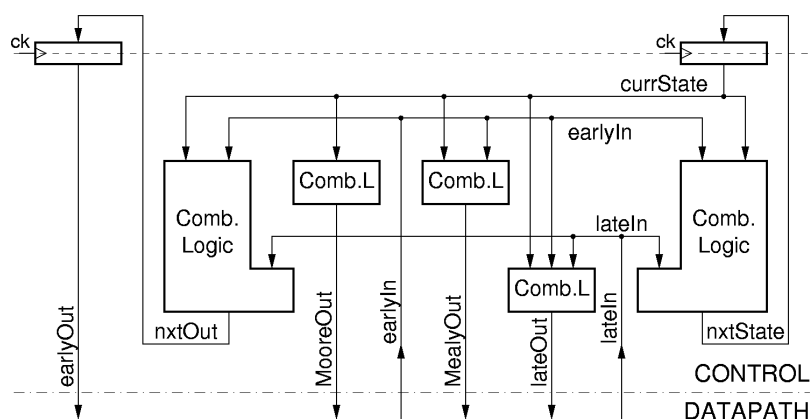 ck
ck
currState
earlyIn
Comb.L
Comb.L
Comb.
Logic
Comb.
Logic
lateIn
Comb.L
earlyOut
nxtOut
MooreOut
earlyIn
MealyOut
lateOut
lateIn
nxtState
CONTROL
DATAPATH